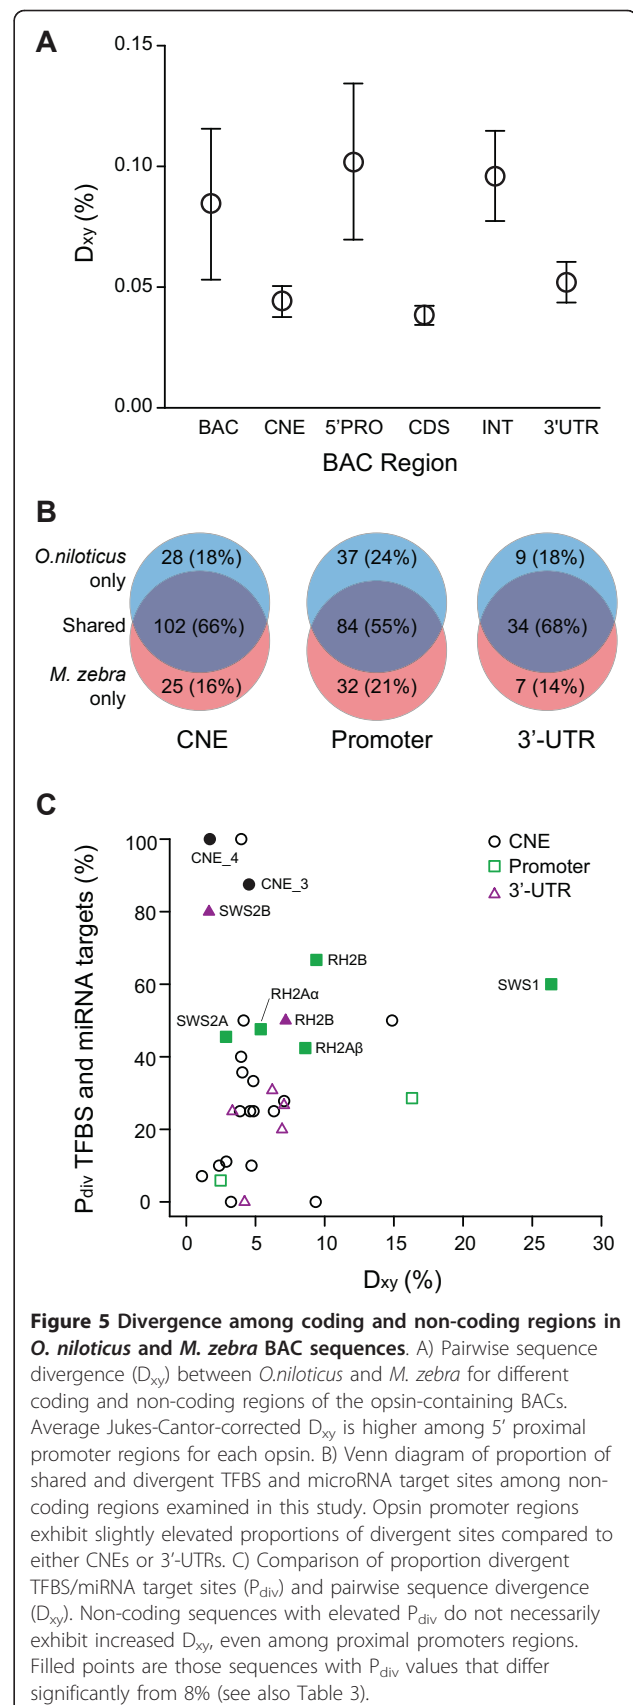 A
0.15
0.10
0.05
0.00
Dxy (%)
BAC CNE 5'PRO CDS INT 3'UTR
BAC Region
B
O.niloticus only
Shared
M. zebra only
28 (18%)
102 (66%)
25 (16%)
CNE
37 (24%)
84 (55%)
32 (21%)
Promoter
9 (18%)
34 (68%)
7 (14%)
3'-UTR
C
Pdiv TFBS and miRNA targets (%)
100
80
60
40
20
0
CNE
Promoter
3'-UTR
CNE_4
CNE_3
SWS2B
RH2B
SWS1
RH2Aα
SWS2A
RH2B
RH2Aβ
0 5 10 15 20 25 30
Dxy (%)
Figure 5 Divergence among coding and non-coding regions in
O. niloticus and M. zebra BAC sequences. A) Pairwise sequence
divergence (Dxy) between O.niloticus and M. zebra for different
coding and non-coding regions of the opsin-containing BACs.
Average Jukes-Cantor-corrected Dxy is higher among 5′ proximal
promoter regions for each opsin. B) Venn diagram of proportion of
shared and divergent TFBS and microRNA target sites among non-
coding regions examined in this study. Opsin promoter regions
exhibit slightly elevated proportions of divergent sites compared to
either CNEs or 3′-UTRs. C) Comparison of proportion divergent
TFBS/miRNA target sites (Pdiv) and pairwise sequence divergence
(Dxy). Non-coding sequences with elevated Pdiv do not necessarily
exhibit increased Dxy, even among proximal promoters regions.
Filled points are those sequences with Pdiv values that differ
significantly from 8% (see also Table 3).